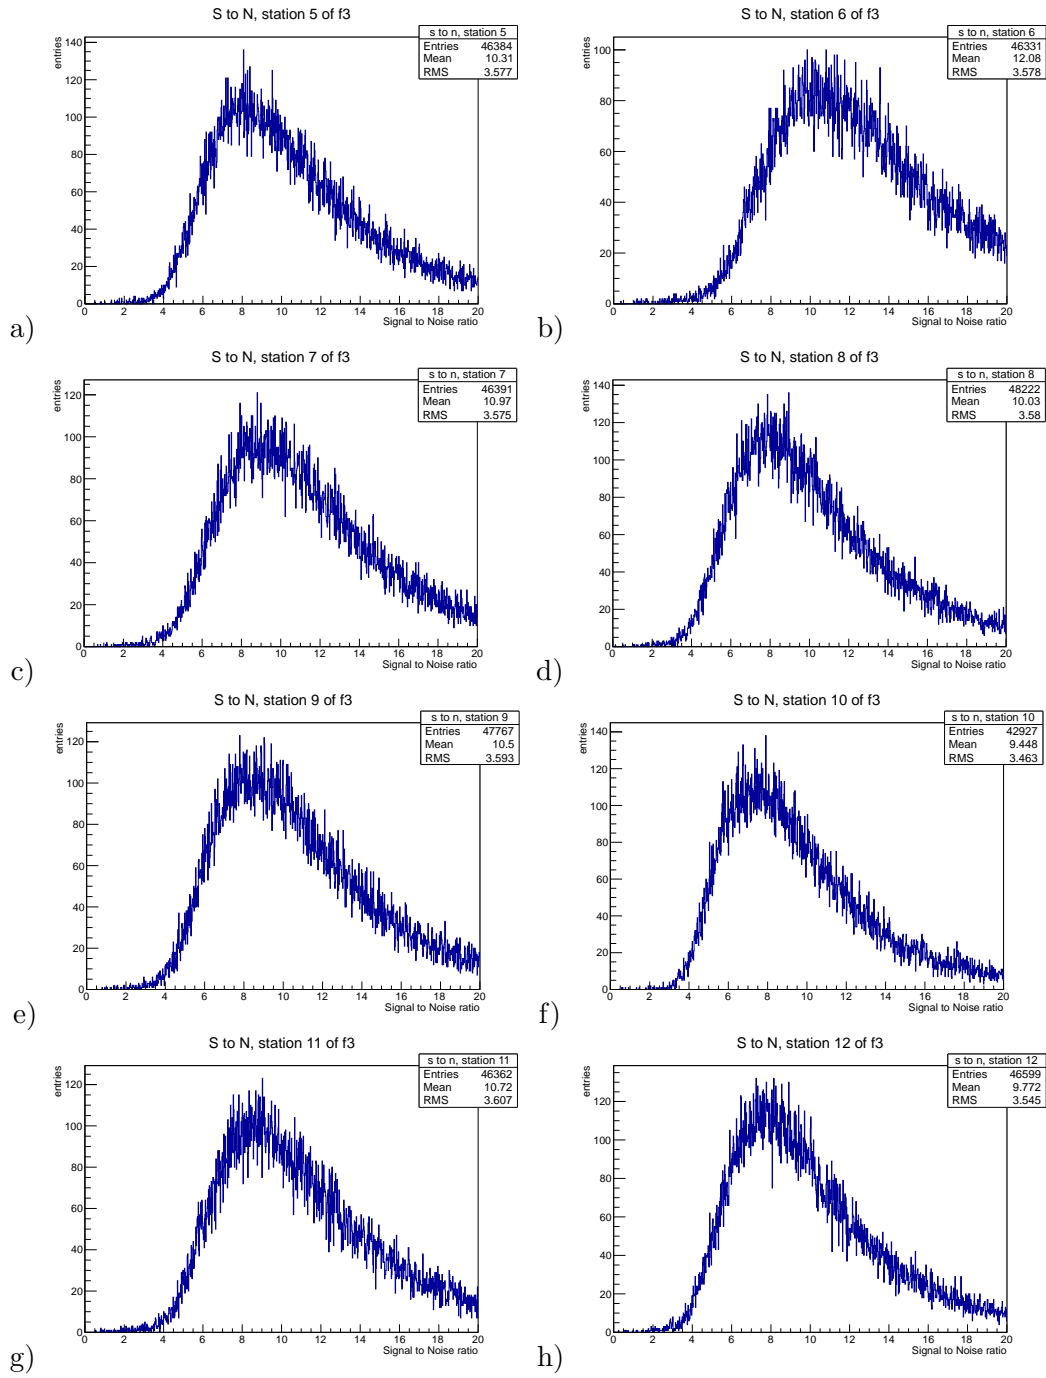 S to N, station 5 of f3
entries
s to n, station 5
Entries 46384
Mean 10.31
RMS 3.577
140
120
100
80
60
40
20
0
0 2 4 6 8 10 12 14 16 18 20
Signal to Noise ratio
a)
S to N, station 6 of f3
entries
s to n, station 6
Entries 46331
Mean 12.08
RMS 3.578
100
80
60
40
20
0
0 2 4 6 8 10 12 14 16 18 20
Signal to Noise ratio
b)
S to N, station 7 of f3
entries
s to n, station 7
Entries 46391
Mean 10.97
RMS 3.575
120
100
80
60
40
20
0
0 2 4 6 8 10 12 14 16 18 20
Signal to Noise ratio
c)
S to N, station 8 of f3
entries
s to n, station 8
Entries 48222
Mean 10.03
RMS 3.58
140
120
100
80
60
40
20
0
0 2 4 6 8 10 12 14 16 18 20
Signal to Noise ratio
d)
S to N, station 9 of f3
entries
s to n, station 9
Entries 47767
Mean 10.5
RMS 3.593
120
100
80
60
40
20
0
0 2 4 6 8 10 12 14 16 18 20
Signal to Noise ratio
e)
S to N, station 10 of f3
entries
s to n, station 10
Entries 42927
Mean 9.448
RMS 3.463
140
120
100
80
60
40
20
0
0 2 4 6 8 10 12 14 16 18 20
Signal to Noise ratio
f)
S to N, station 11 of f3
entries
s to n, station 11
Entries 46362
Mean 10.72
RMS 3.607
120
100
80
60
40
20
0
0 2 4 6 8 10 12 14 16 18 20
Signal to Noise ratio
g)
S to N, station 12 of f3
entries
s to n, station 12
Entries 46599
Mean 9.772
RMS 3.545
120
100
80
60
40
20
0
0 2 4 6 8 10 12 14 16 18 20
Signal to Noise ratio
h)